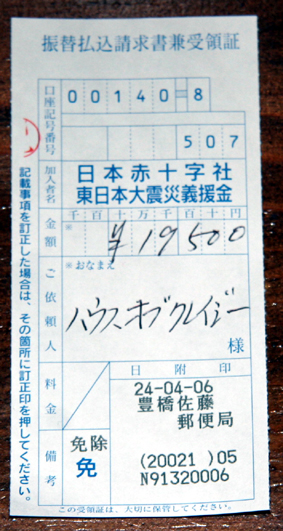 振替払込請求書兼受領証
口座記号番号
00140=8
507
加入者名
日本赤十字社
東日本大震災義援金
金額
千百十万千百十円
※
¥19500
ご依頼人
※おなまえ
ハウスオブクレイジー
様
料金
日附印
24-04-06
豊橋佐藤
郵便局
(20021)05
N91320006
備考
免除
免
記載事項を訂正した場合は、その箇所に訂正印を押してください。
この受領証は、大切に保管してください。